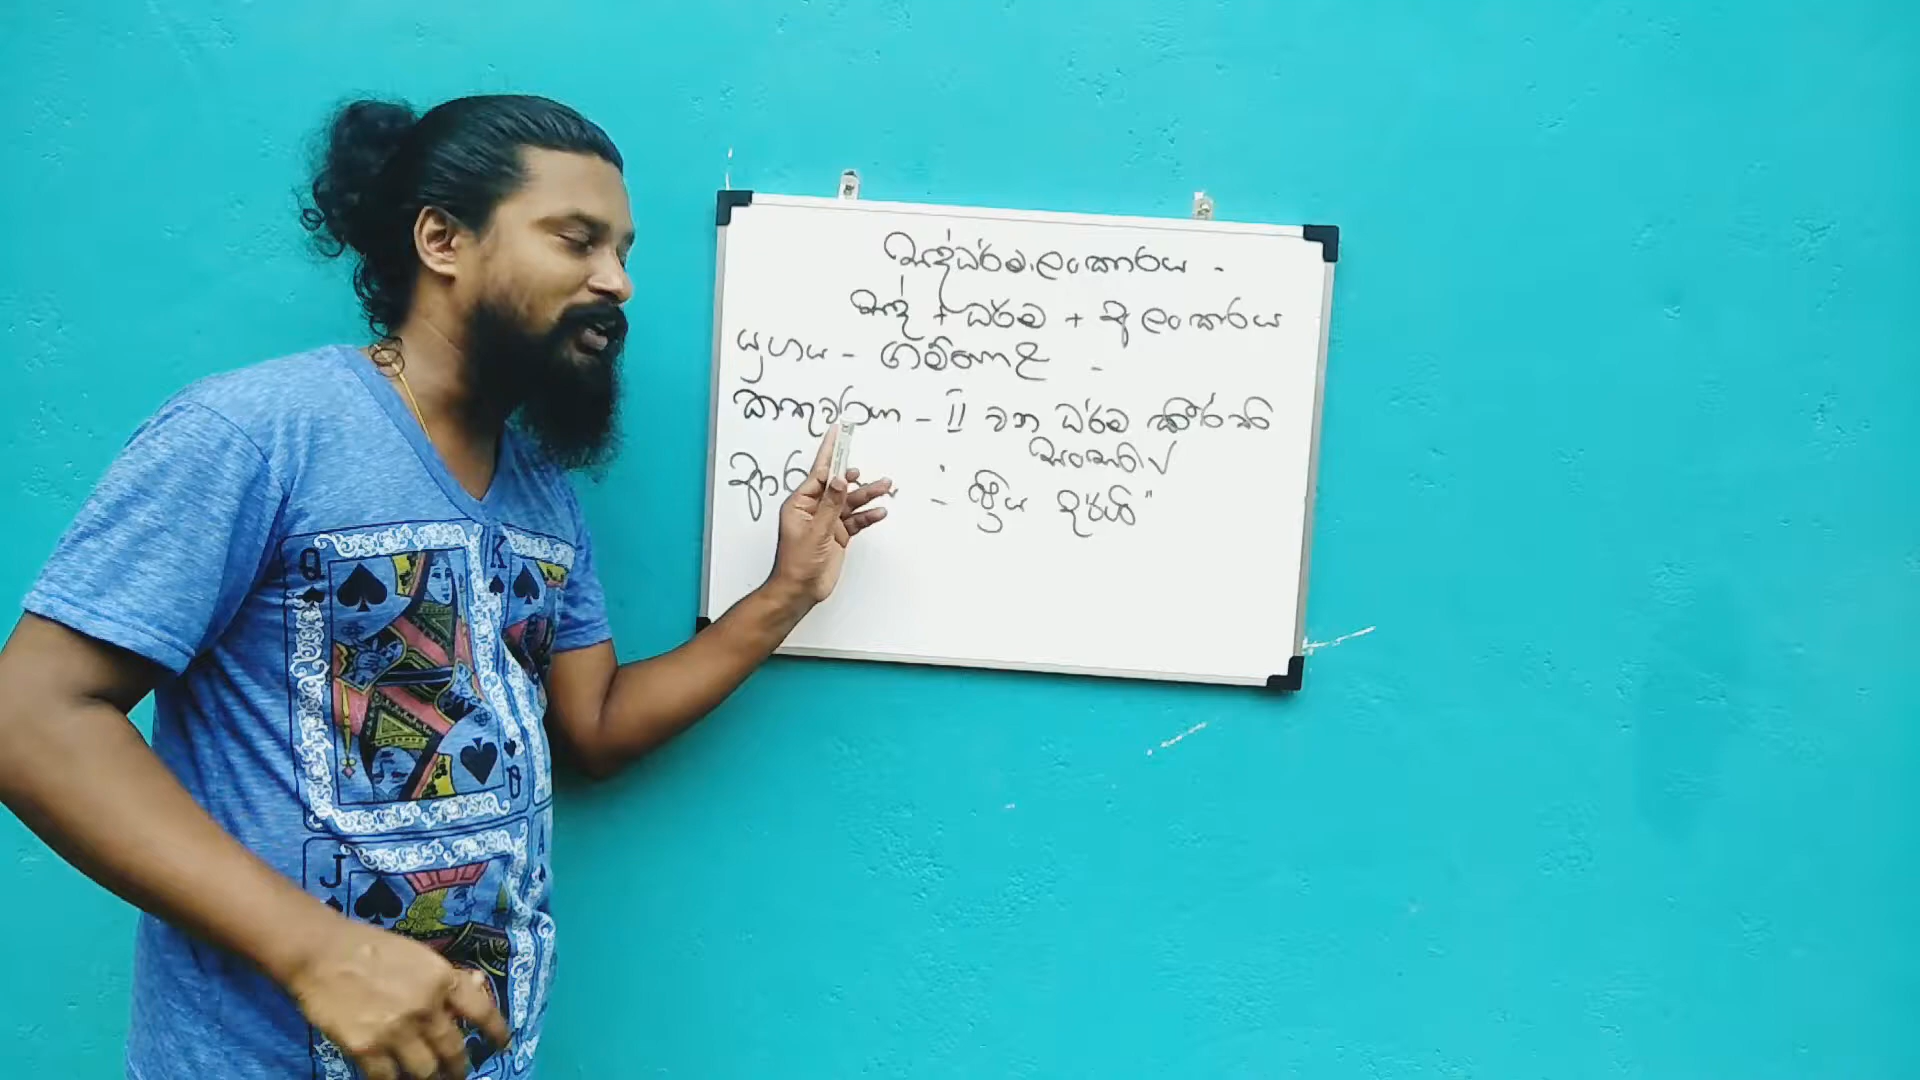 සද්ධර්මාලංකාරය -
සද් + ධර්ම + අලංකාරය
යුගය - ගම්පොළ -
කතුවරයා - II වන ධර්ම කීර්ති
සංඝරාජ
- ප්‍රිය දර්ශී"
Q K
J A